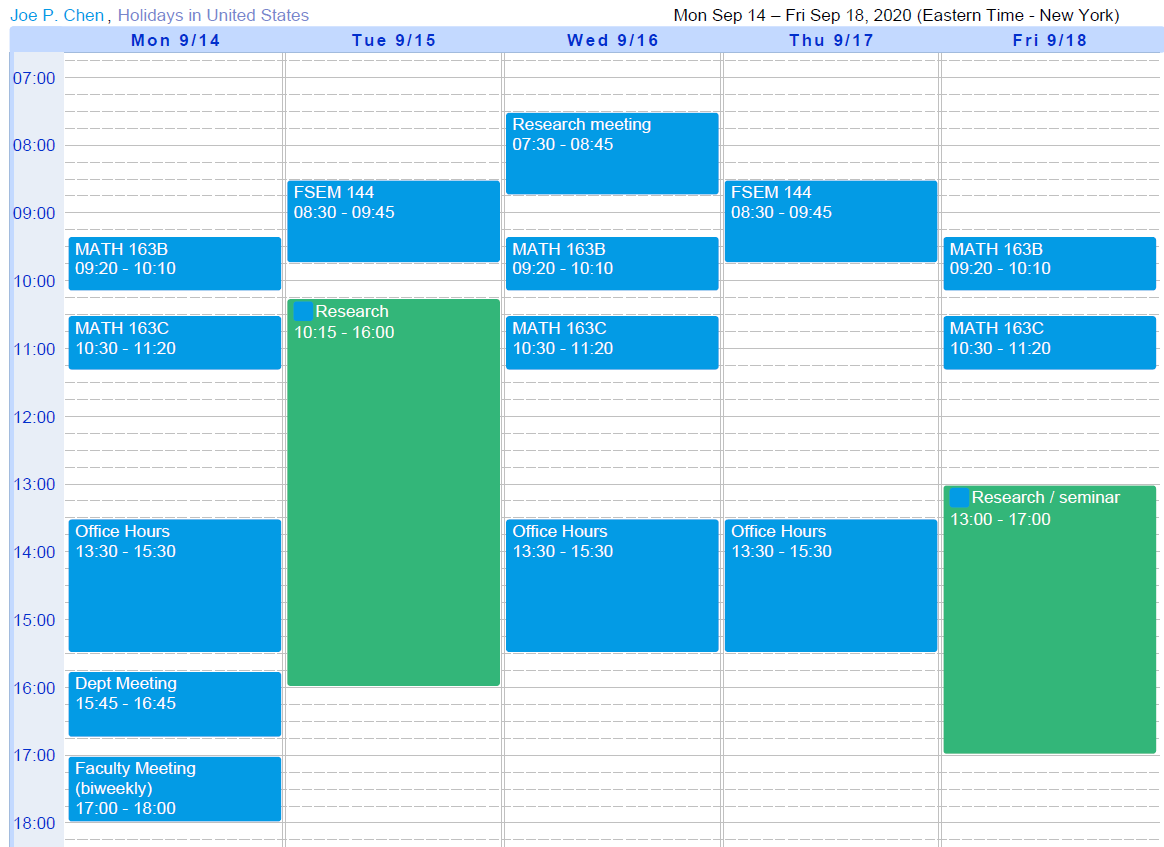 Joe P. Chen , Holidays in United States
Mon Sep 14 – Fri Sep 18, 2020 (Eastern Time - New York)
Mon 9/14
Tue 9/15
Wed 9/16
Thu 9/17
Fri 9/18
07:00
08:00
09:00
10:00
11:00
12:00
13:00
14:00
15:00
16:00
17:00
18:00
MATH 163B
09:20 - 10:10
MATH 163C
10:30 - 11:20
Office Hours
13:30 - 15:30
Dept Meeting
15:45 - 16:45
Faculty Meeting
(biweekly)
17:00 - 18:00
FSEM 144
08:30 - 09:45
Research
10:15 - 16:00
Research meeting
07:30 - 08:45
MATH 163B
09:20 - 10:10
MATH 163C
10:30 - 11:20
Office Hours
13:30 - 15:30
FSEM 144
08:30 - 09:45
Office Hours
13:30 - 15:30
MATH 163B
09:20 - 10:10
MATH 163C
10:30 - 11:20
Research / seminar
13:00 - 17:00